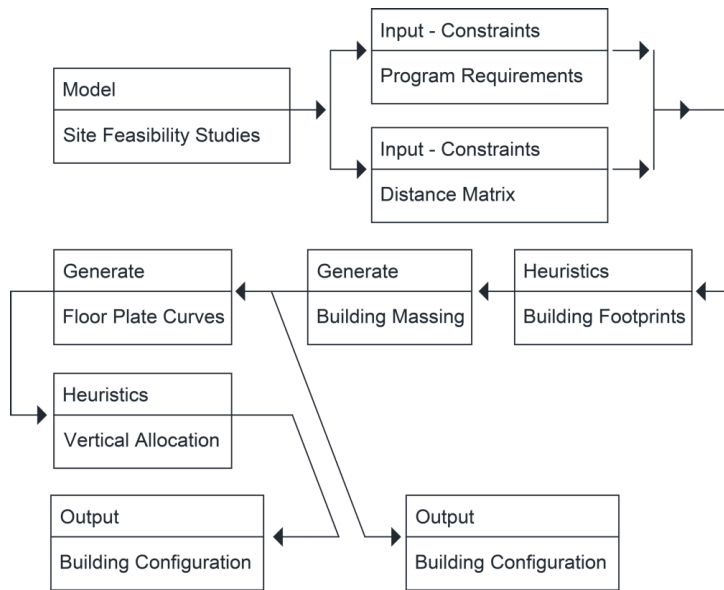 Model
Site Feasibility Studies
Input - Constraints
Program Requirements
Input - Constraints
Distance Matrix
Generate
Floor Plate Curves
Generate
Building Massing
Heuristics
Building Footprints
Heuristics
Vertical Allocation
Output
Building Configuration
Output
Building Configuration